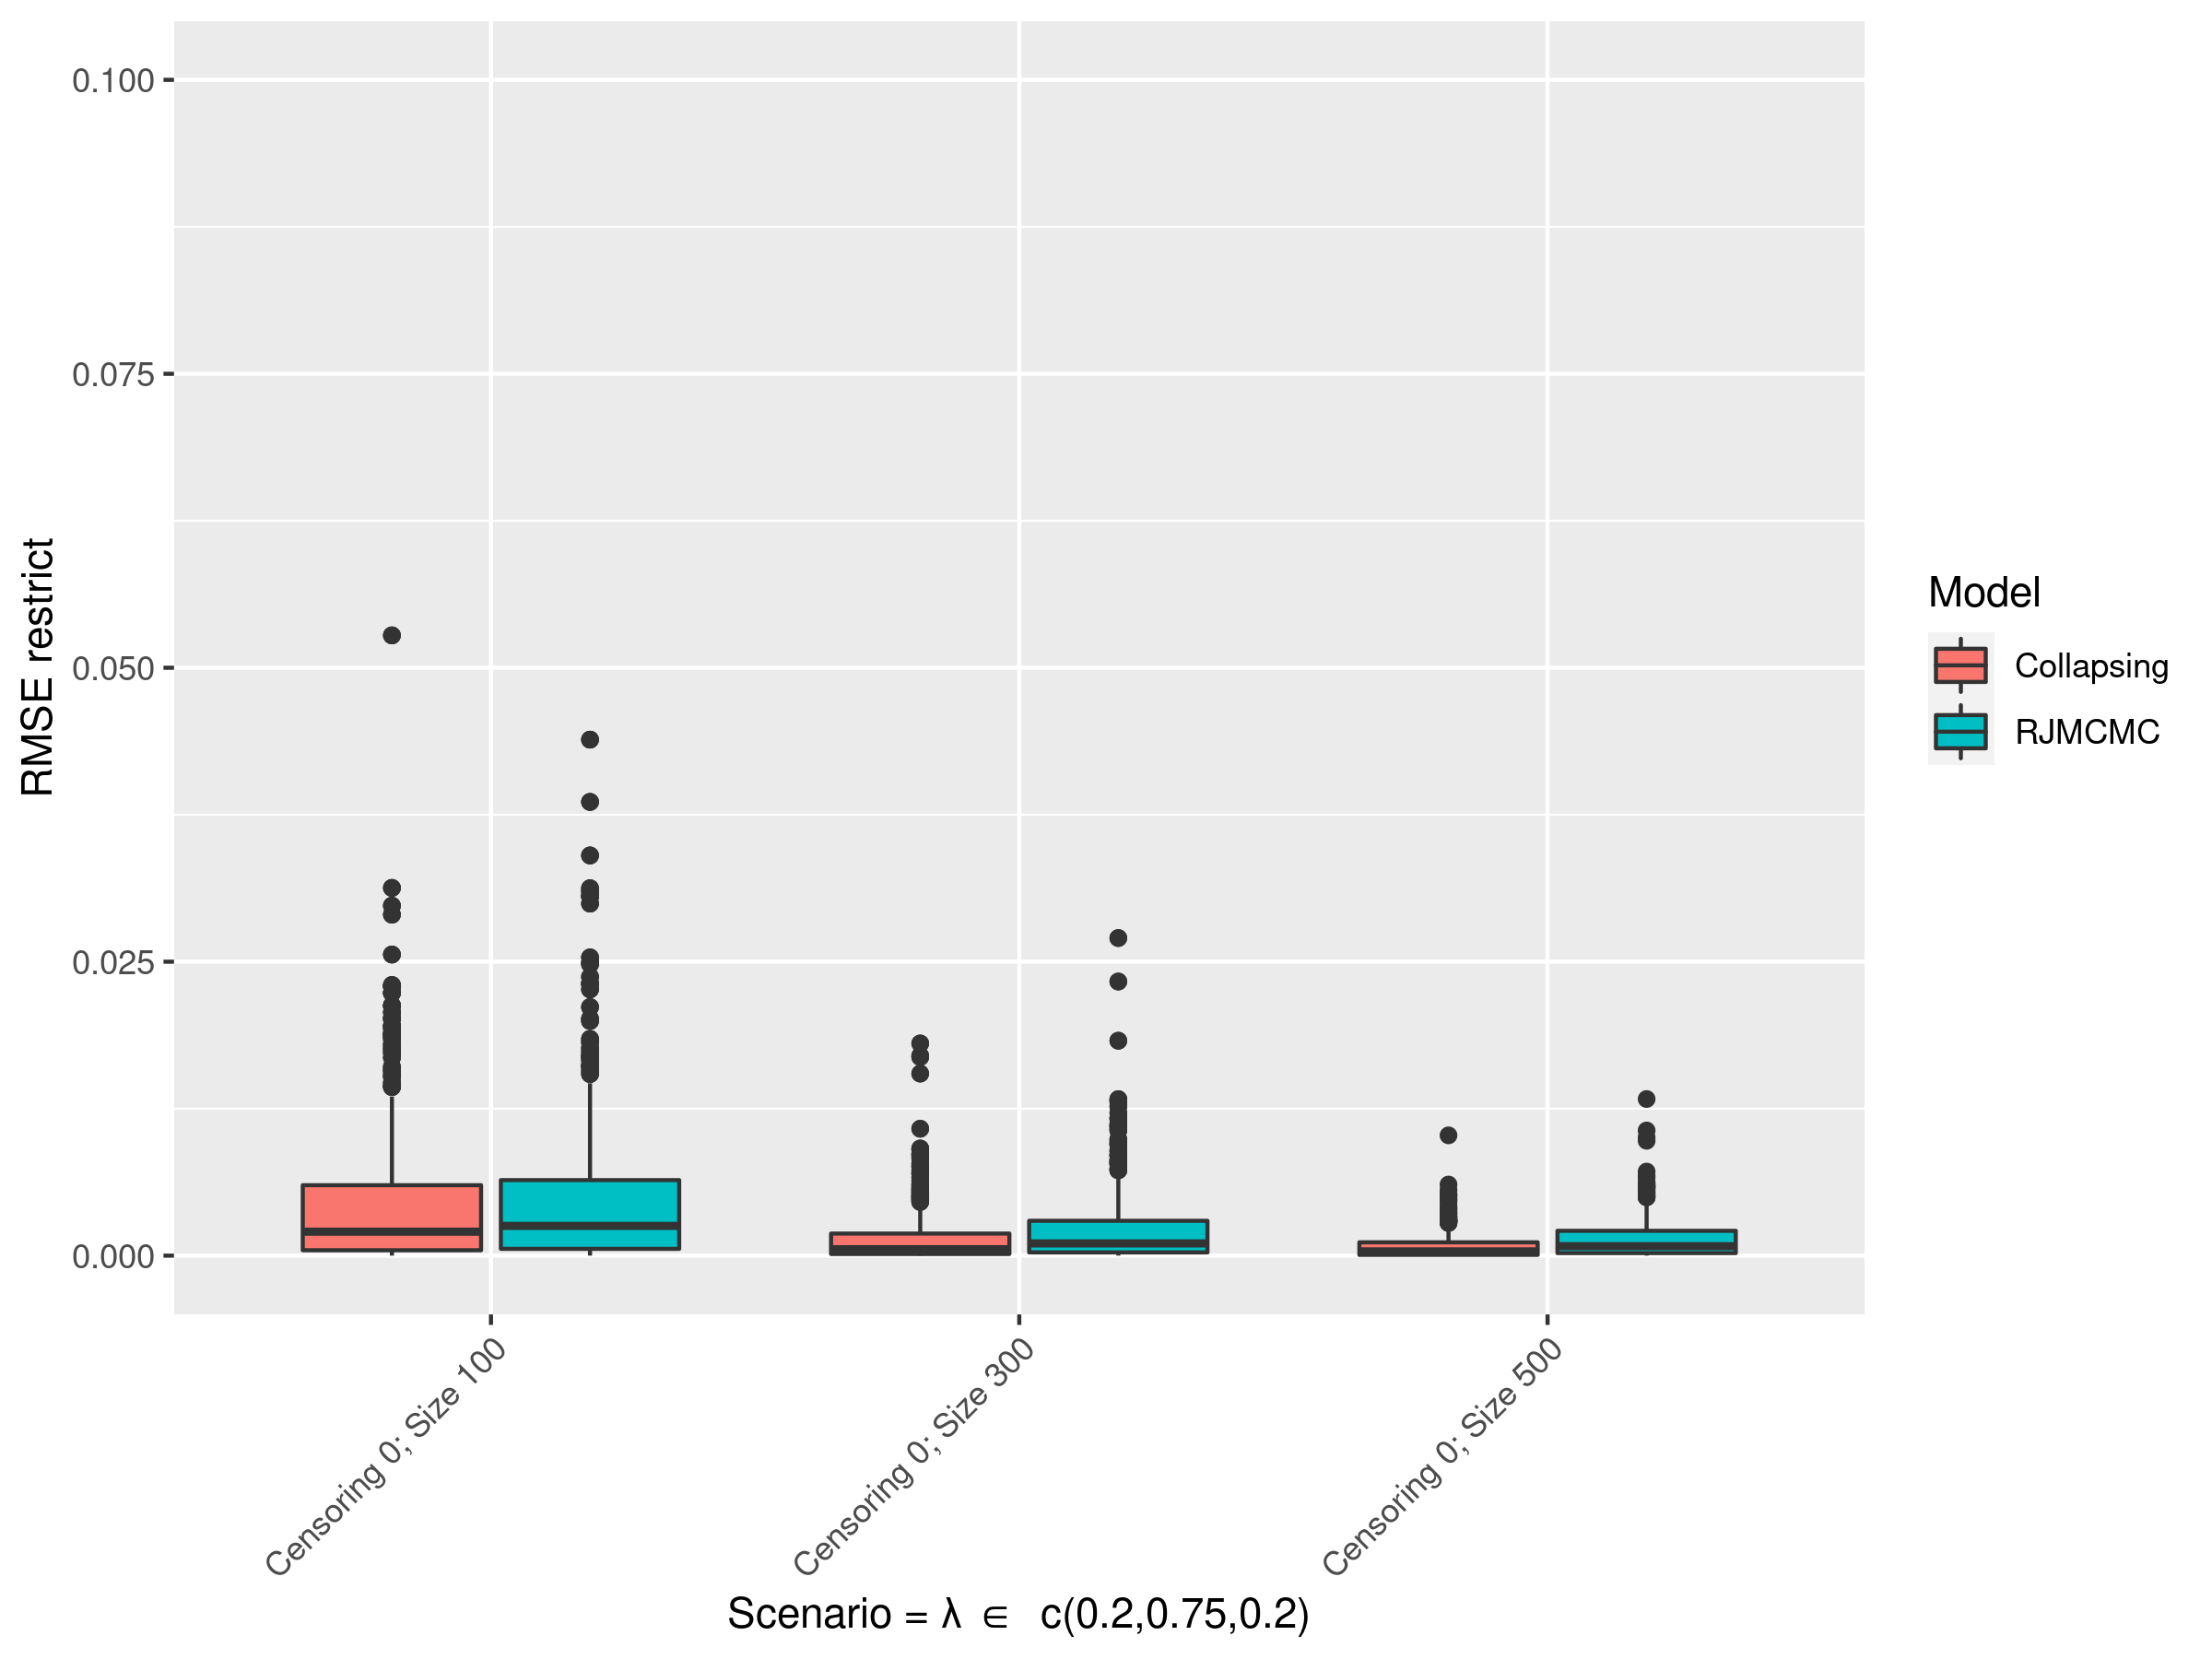 RMSE restrict
0.100
0.075
0.050
0.025
0.000
Censoring 0; Size 100
Censoring 0; Size 300
Censoring 0; Size 500
Scenario = λ ∈ c(0.2,0.75,0.2)
Model
Collapsing
RJMCMC